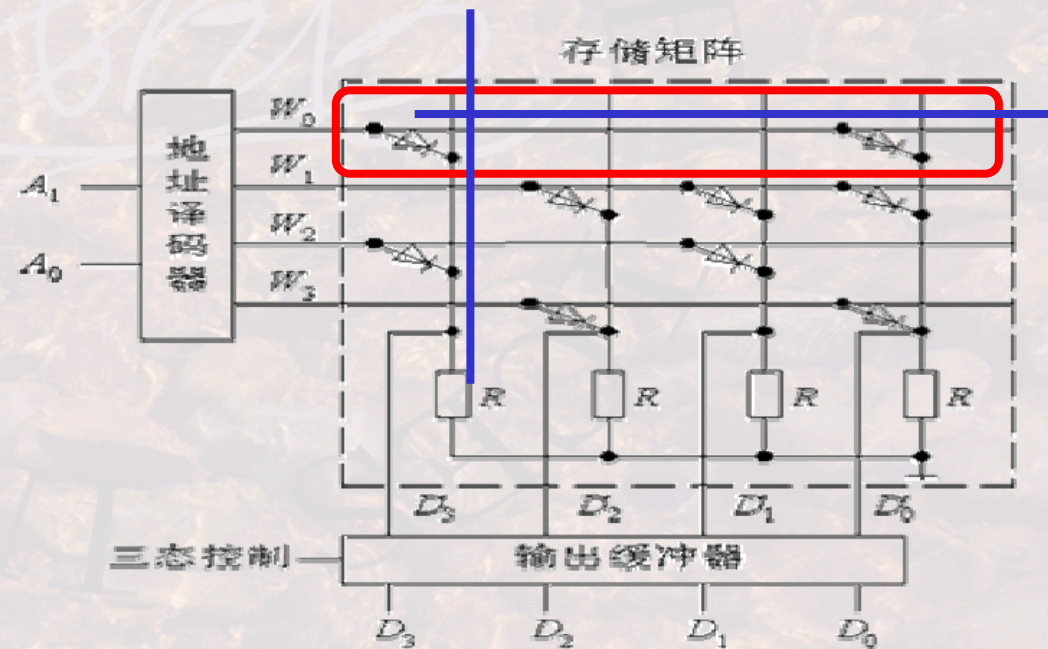 存储矩阵
地址译码器
W₀
W₁
W₂
W₃
A₁
A₀
R R R R
D₃ D₂ D₁ D₀
三态控制
输出缓冲器
D₃ D₂ D₁ D₀